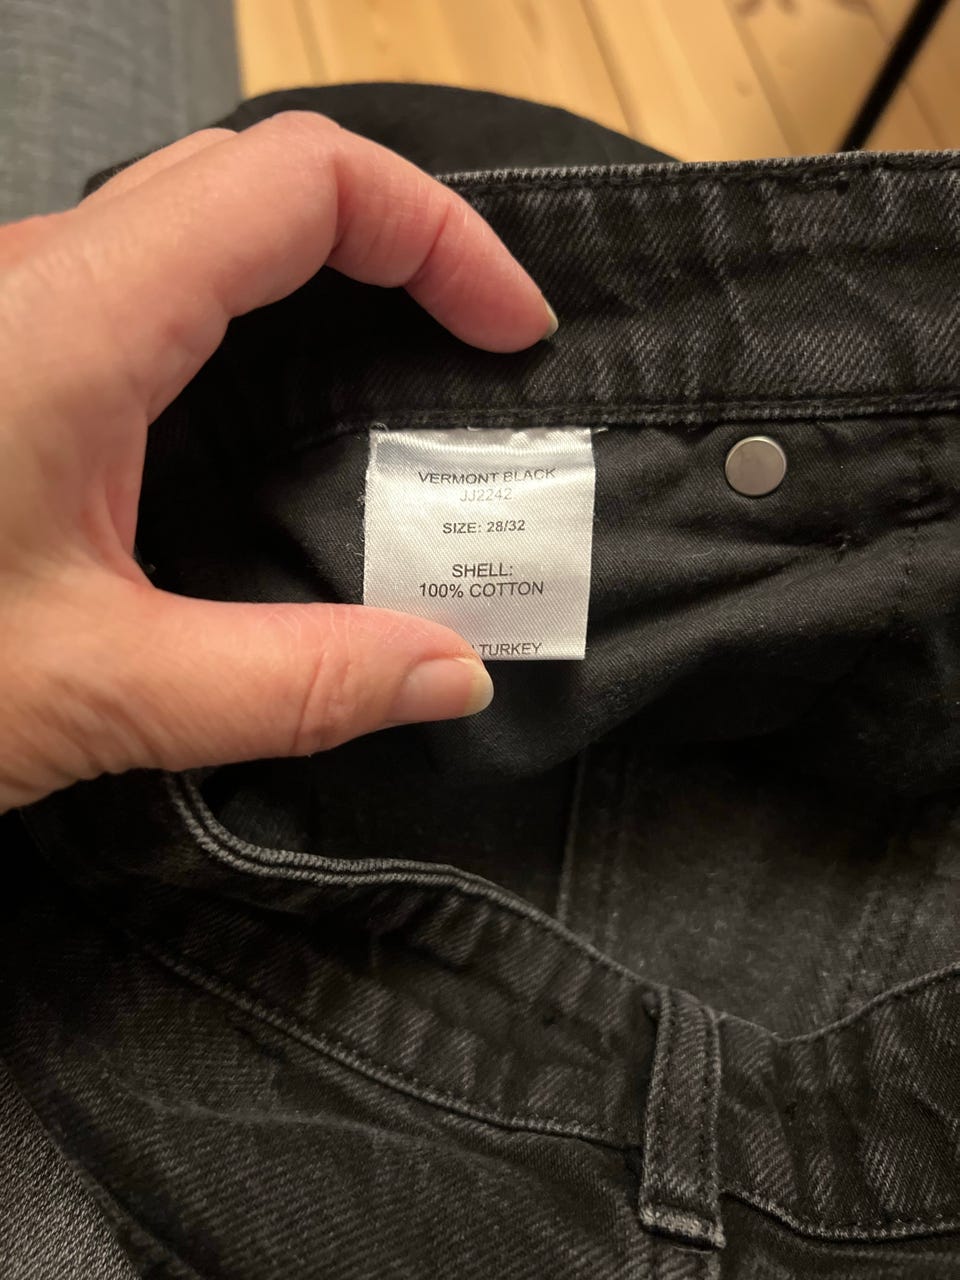 VERMONT BLACK
JJ2242
SIZE: 28/32
SHELL:
100% COTTON
TURKEY